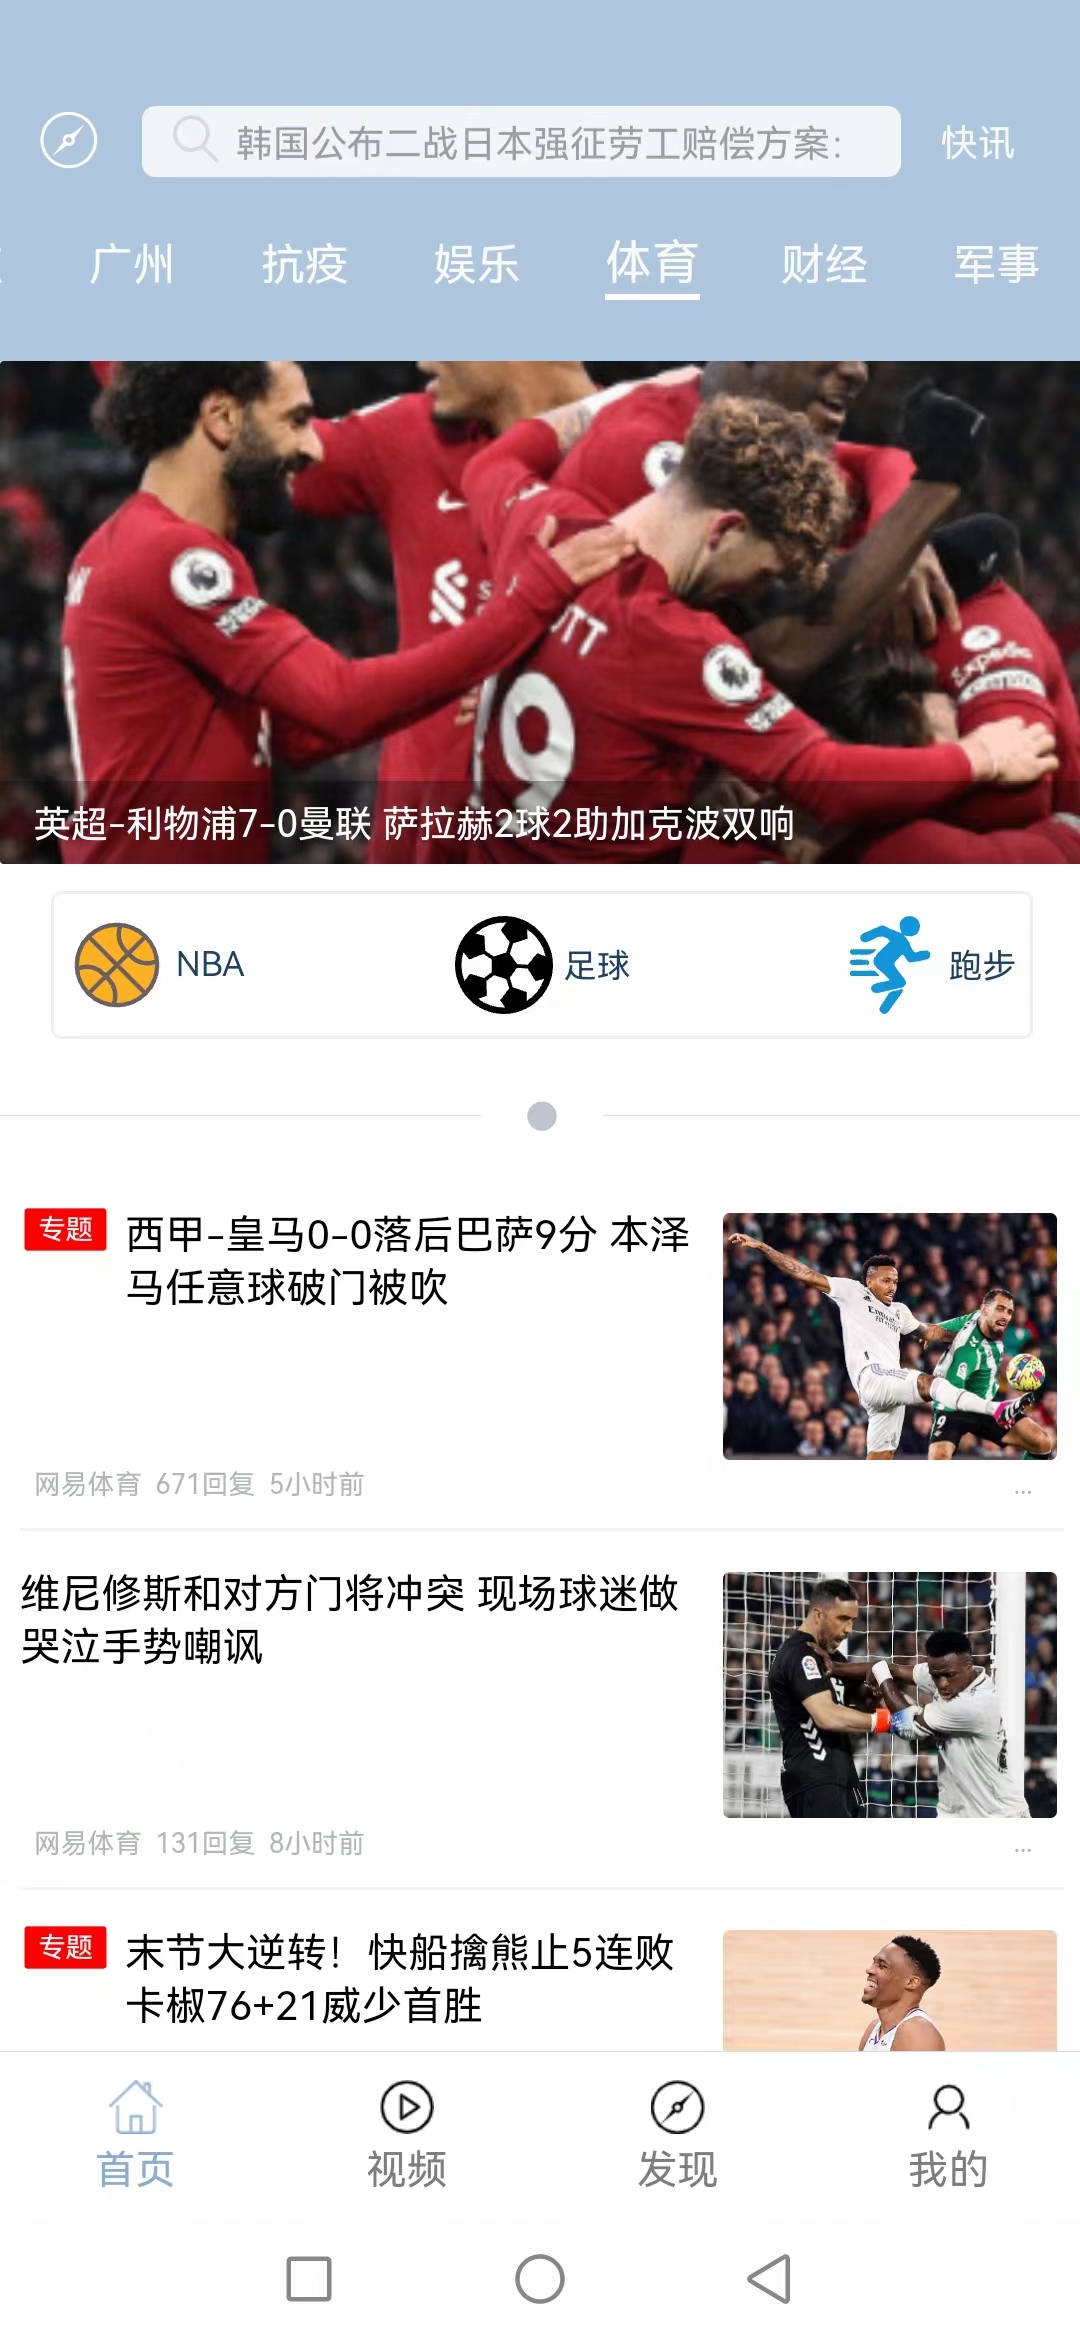 韩国公布二战日本强征劳工赔偿方案：
快讯
广州 抗疫 娱乐 体育 财经 军事
英超-利物浦7-0曼联 萨拉赫2球2助加克波双响
NBA 足球 跑步
专题 西甲-皇马0-0落后巴萨9分 本泽
马任意球破门被吹
网易体育 671回复 5小时前
...
维尼修斯和对方门将冲突 现场球迷做
哭泣手势嘲讽
网易体育 131回复 8小时前
...
专题 末节大逆转！快船擒熊止5连败
卡椒76+21威少首胜
首页 视频 发现 我的